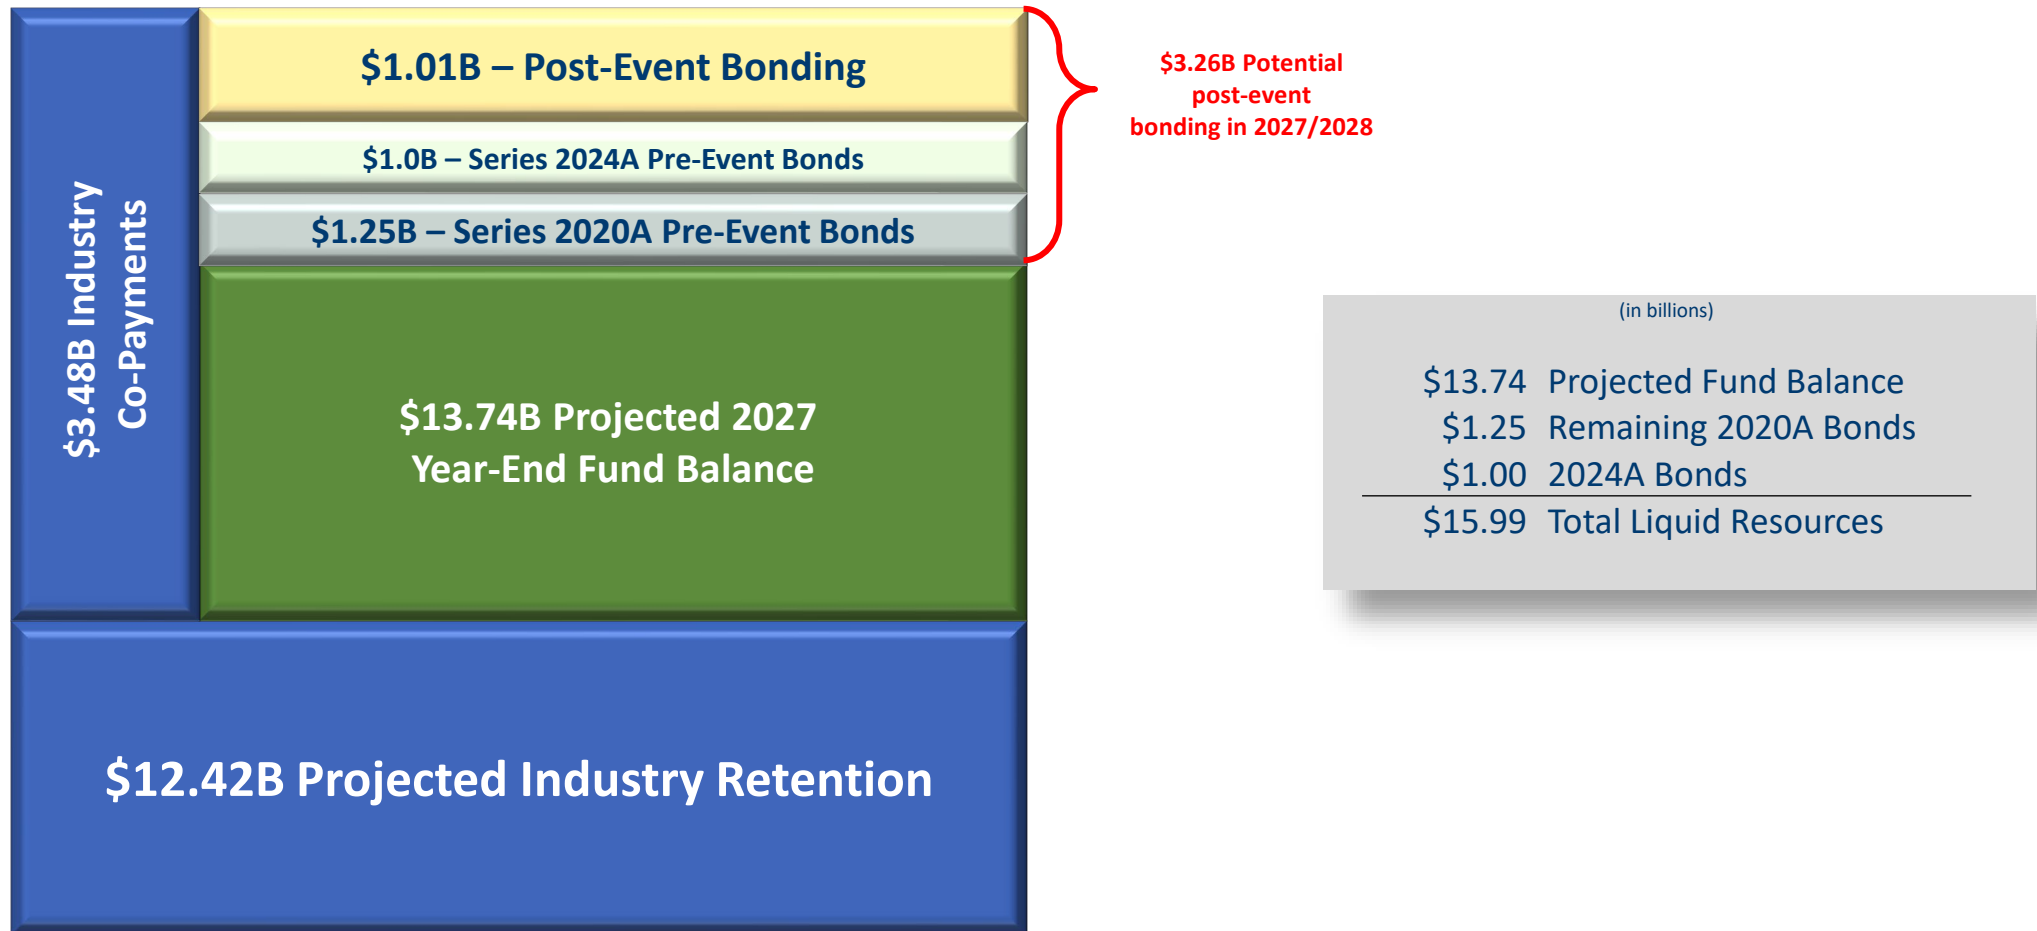 $3.48B Industry
Co-Payments
$1.01B – Post-Event Bonding
$1.0B – Series 2024A Pre-Event Bonds
$1.25B – Series 2020A Pre-Event Bonds
$13.74B Projected 2027
Year-End Fund Balance
$12.42B Projected Industry Retention
$3.26B Potential
post-event
bonding in 2027/2028
(in billions)
$13.74 Projected Fund Balance
$1.25 Remaining 2020A Bonds
$1.00 2024A Bonds
$15.99 Total Liquid Resources